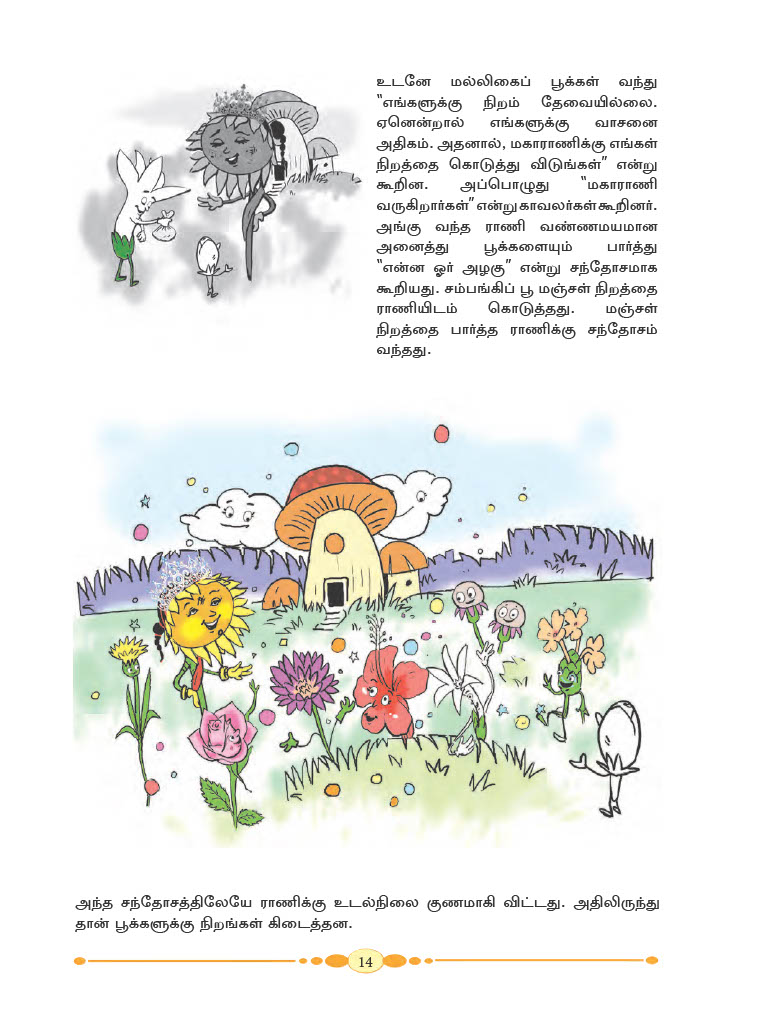 உடனே மல்லிகைப் பூக்கள் வந்து
“எங்களுக்கு நிறம் தேவையில்லை.
ஏனென்றால் எங்களுக்கு வாசனை
அதிகம். அதனால், மகாராணிக்கு எங்கள்
நிறத்தை கொடுத்து விடுங்கள்” என்று
கூறின. அப்பொழுது “மகாராணி
வருகிறார்கள்” என்று காவலர்கள் கூறினர்.
அங்கு வந்த ராணி வண்ணமயமான
அனைத்து பூக்களையும் பார்த்து
“என்ன ஓர் அழகு” என்று சந்தோசமாக
கூறியது. சம்பங்கிப் பூ மஞ்சள் நிறத்தை
ராணியிடம் கொடுத்தது. மஞ்சள்
நிறத்தை பார்த்த ராணிக்கு சந்தோசம்
வந்தது.
அந்த சந்தோசத்திலேயே ராணிக்கு உடல்நிலை குணமாகி விட்டது. அதிலிருந்து
தான் பூக்களுக்கு நிறங்கள் கிடைத்தன.
14